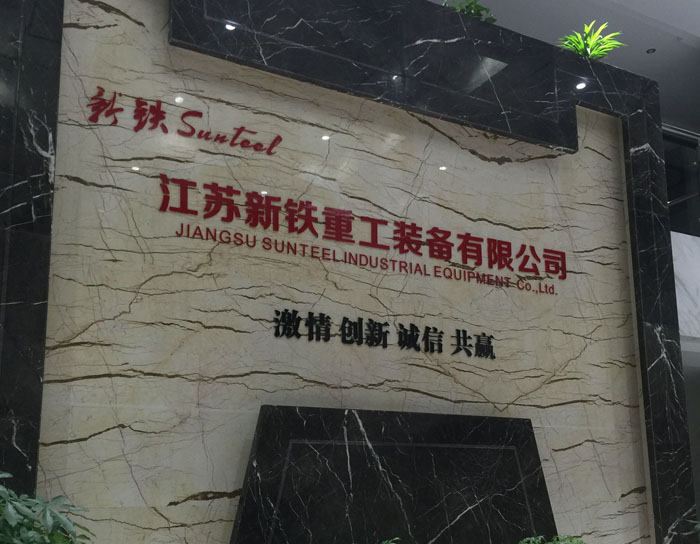 新铁 Sunteel
江苏新铁重工装备有限公司
JIANGSU SUNTEEL INDUSTRIAL EQUIPMENT Co.,Ltd.
激情 创新 诚信 共赢